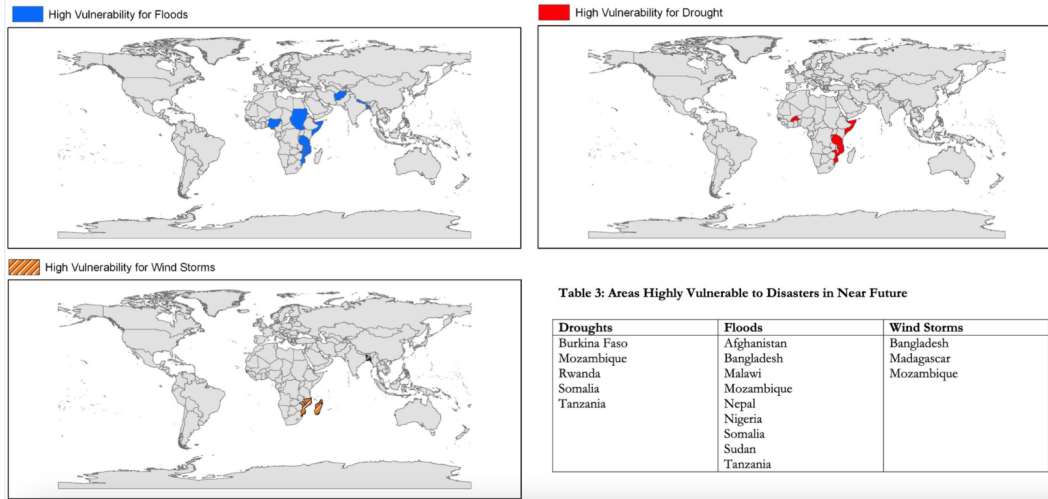 High Vulnerability for Floods
High Vulnerability for Drought
High Vulnerability for Wind Storms
Table 3: Areas Highly Vulnerable to Disasters in Near Future
Droughts Floods Wind Storms
Burkina Faso Afghanistan Bangladesh
Mozambique Bangladesh Madagascar
Rwanda Malawi Mozambique
Somalia Mozambique
Tanzania Nepal
Nigeria
Somalia
Sudan
Tanzania